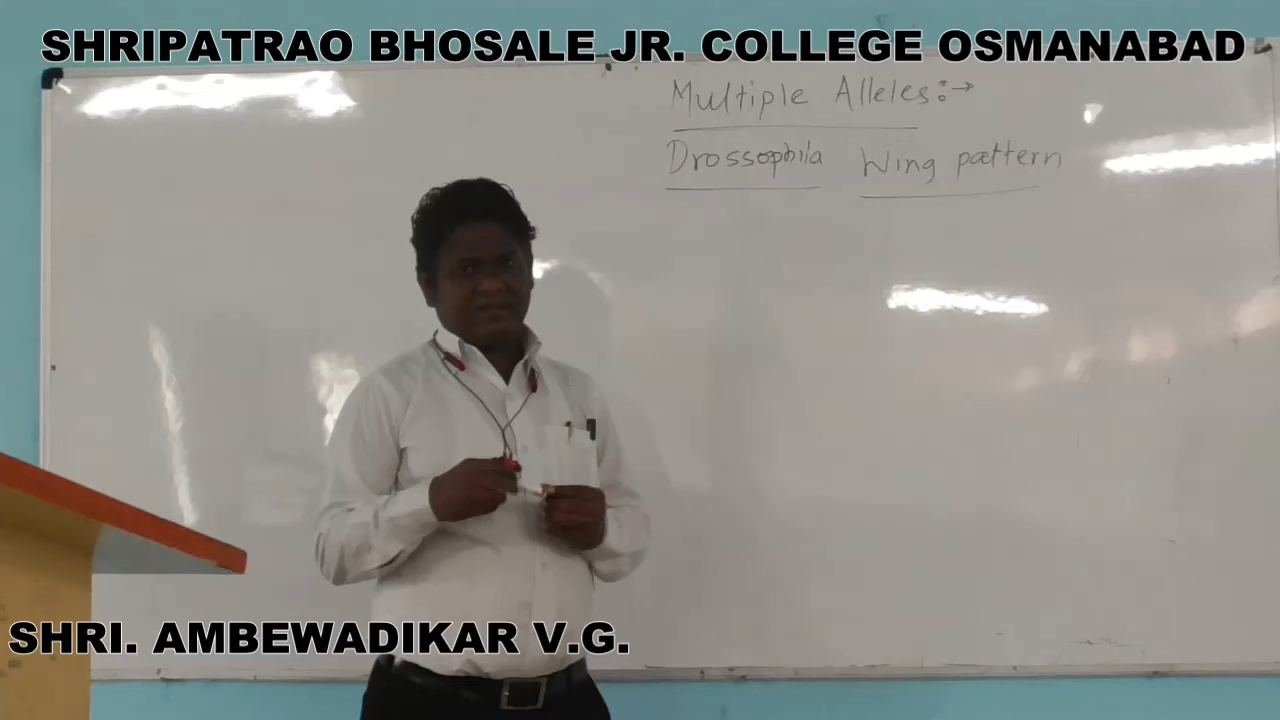 SHRIPATRAO BHOSALE JR. COLLEGE OSMANABAD
Multiple Alleles:→
Drossophila Wing pattern
SHRI. AMBEWADIKAR V.G.